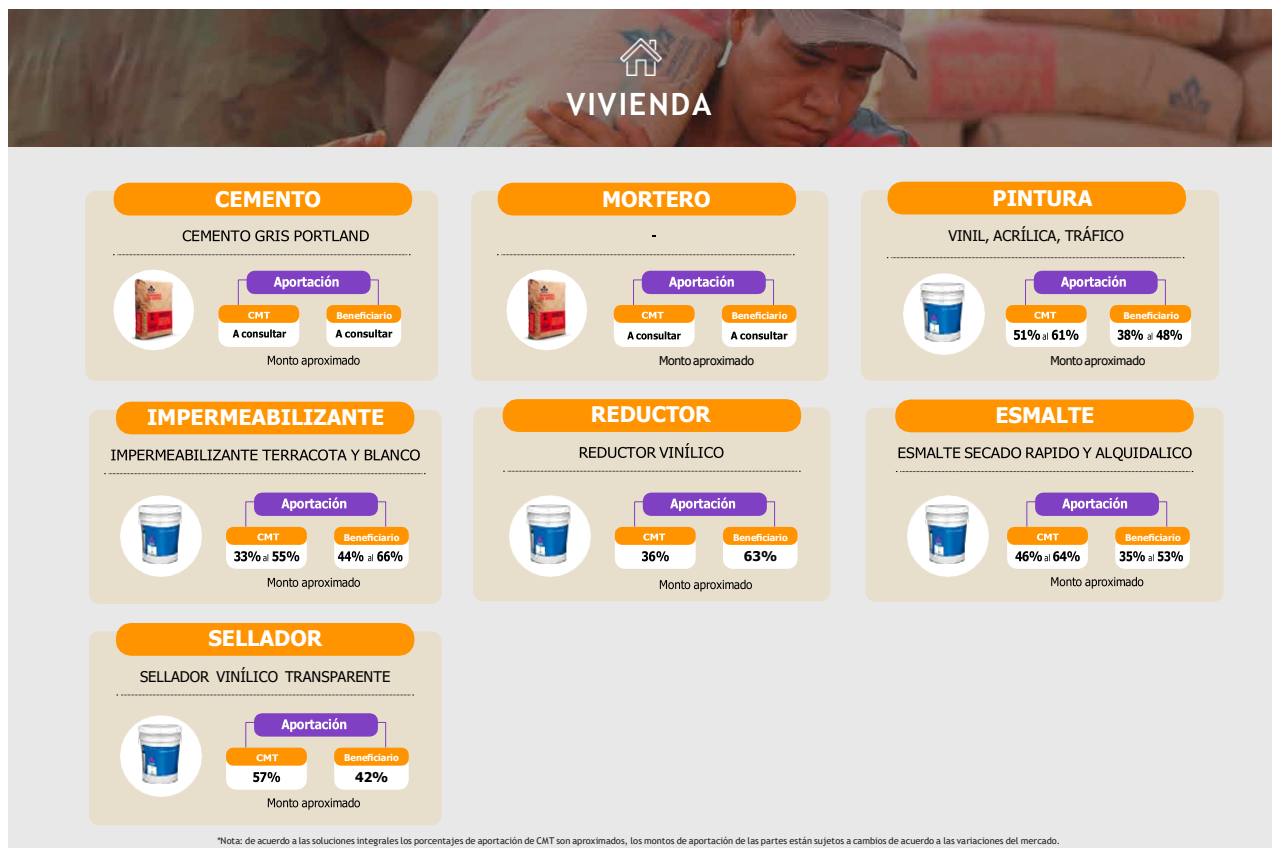 VIVIENDA
CEMENTO
CEMENTO GRIS PORTLAND
Aportación
CMT
Beneficiario
A consultar
A consultar
Monto aproximado
MORTERO
-
Aportación
CMT
Beneficiario
A consultar
A consultar
Monto aproximado
PINTURA
VINIL, ACRÍLICA, TRÁFICO
Aportación
CMT
Beneficiario
51% al 61%
38% al 48%
Monto aproximado
IMPERMEABILIZANTE
IMPERMEABILIZANTE TERRACOTA Y BLANCO
Aportación
CMT
Beneficiario
33% al 55%
44% al 66%
Monto aproximado
REDUCTOR
REDUCTOR VINÍLICO
Aportación
CMT
Beneficiario
36%
63%
Monto aproximado
ESMALTE
ESMALTE SECADO RAPIDO Y ALQUIDALICO
Aportación
CMT
Beneficiario
46% al 64%
35% al 53%
Monto aproximado
SELLADOR
SELLADOR VINÍLICO TRANSPARENTE
Aportación
CMT
Beneficiario
57%
42%
Monto aproximado
*Nota: de acuerdo a las soluciones integrales los porcentajes de aportación de CMT son aproximados, los montos de aportación de las partes están sujetos a cambios de acuerdo a las variaciones del mercado.